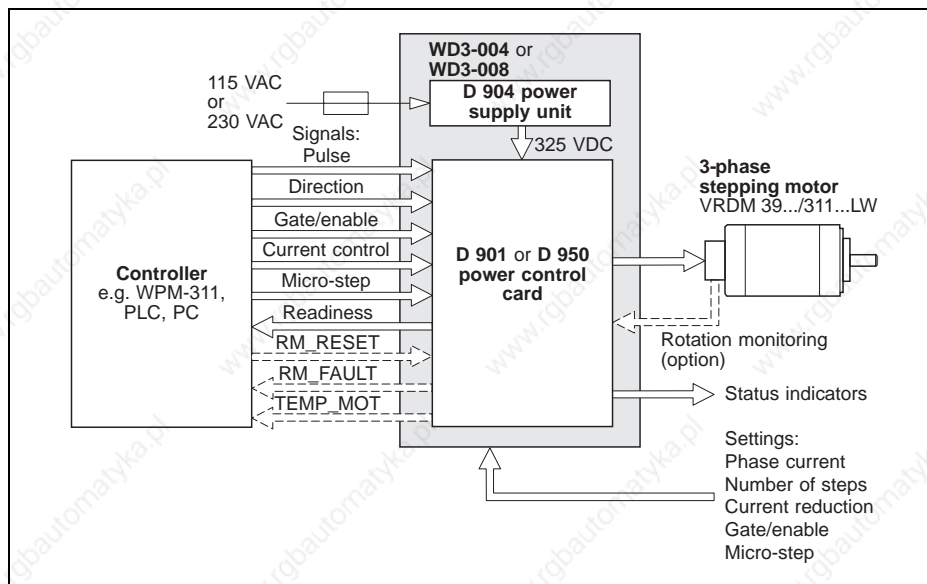 WD3-004 or
WD3-008
115 VAC
or
230 VAC
D 904 power
supply unit
325 VDC
Signals:
Pulse
Direction
Gate/enable
Current control
Micro-step
Readiness
RM_RESET
RM_FAULT
TEMP_MOT
Controller
e.g. WPM-311,
PLC, PC
D 901 or D 950
power control
card
3-phase
stepping motor
VRDM 39.../311...LW
Rotation monitoring
(option)
Status indicators
Settings:
Phase current
Number of steps
Current reduction
Gate/enable
Micro-step
www.rgbautomatyka.pl